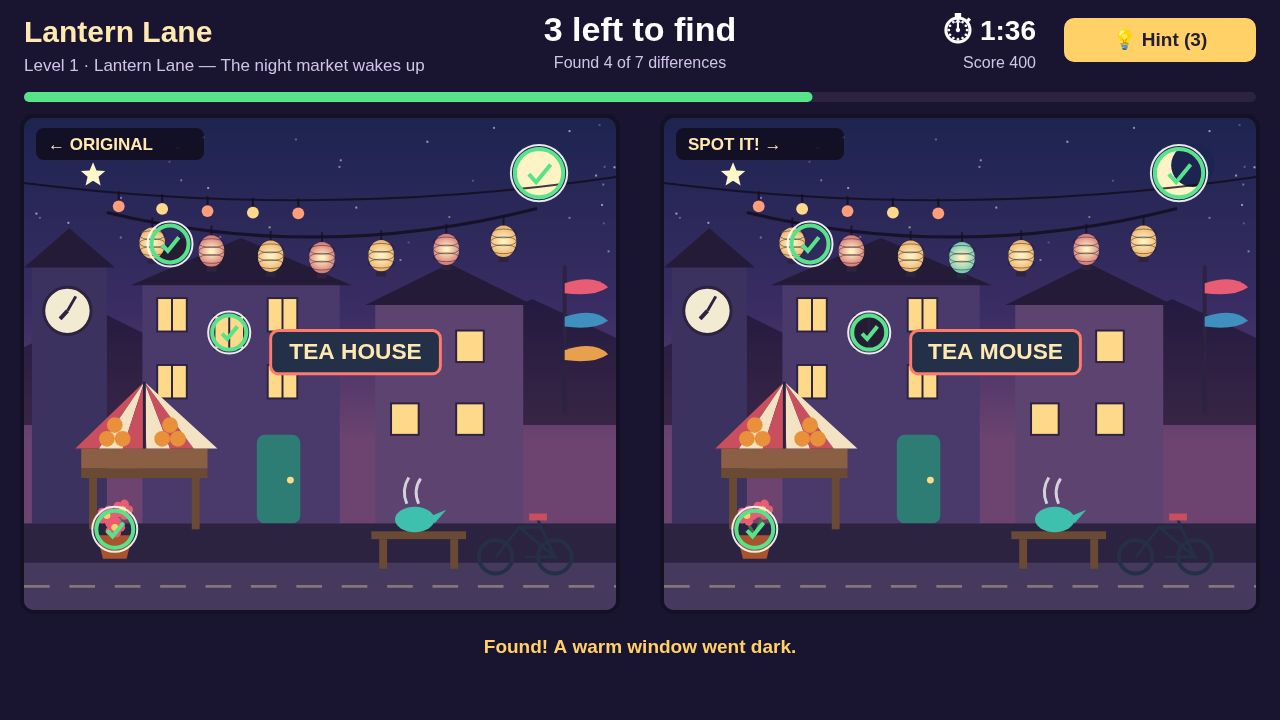 Lantern Lane
Level 1 · Lantern Lane — The night market wakes up
3 left to find
Found 4 of 7 differences
1:36
Score 400
Hint (3)
← ORIGINAL
SPOT IT! →
TEA HOUSE
TEA MOUSE
Found! A warm window went dark.